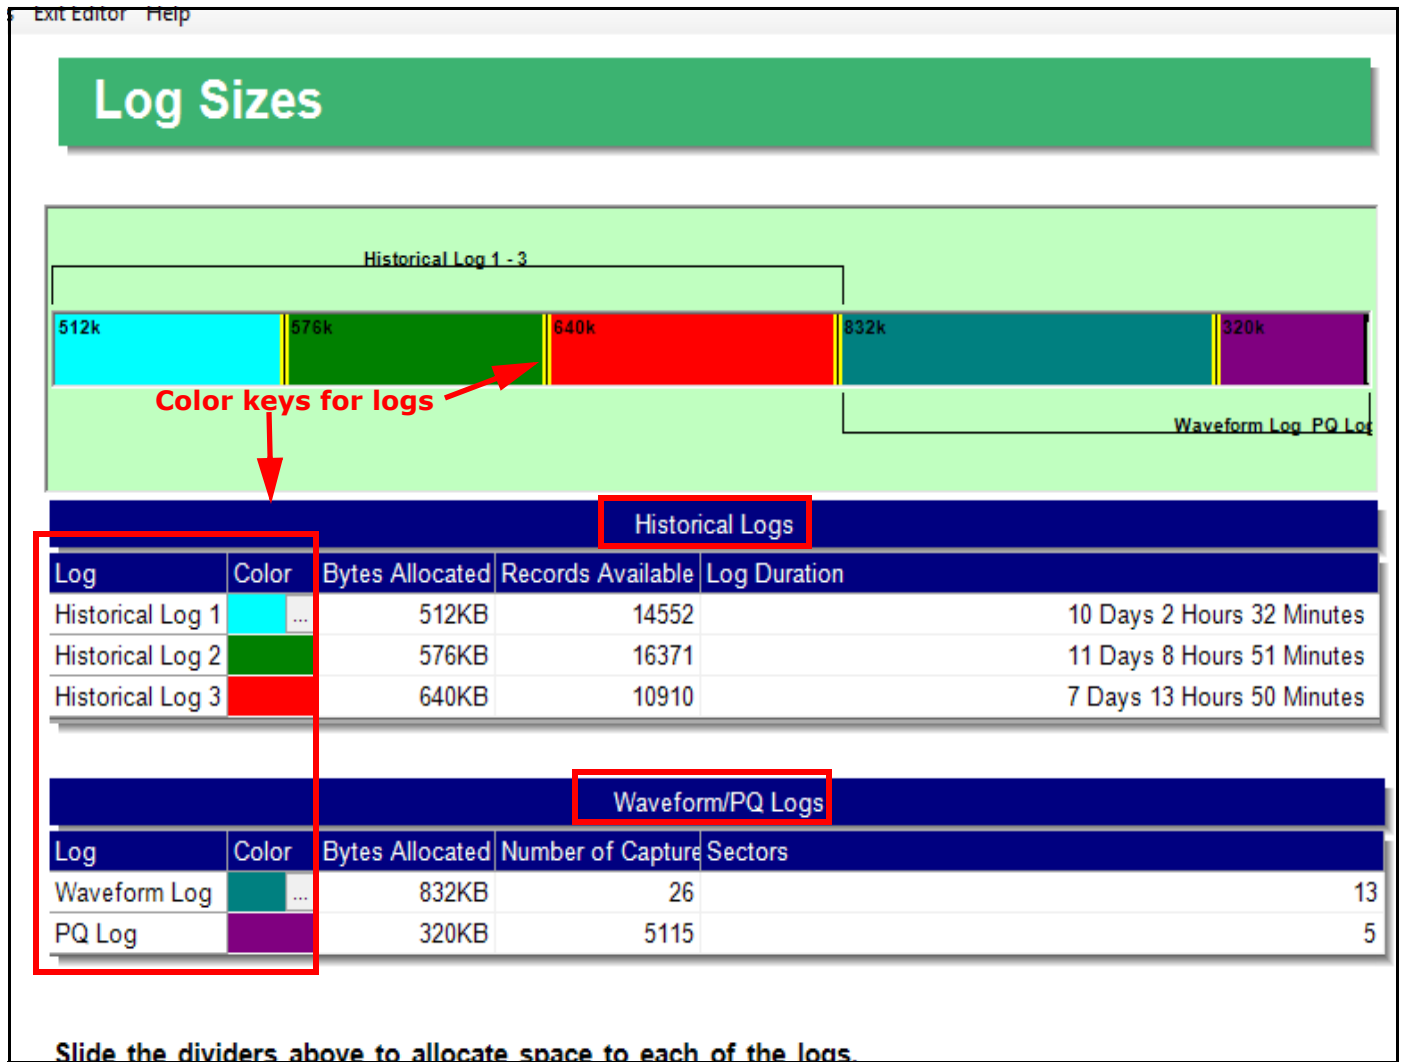 Exit Editor Help
Log Sizes
Historical Log 1 - 3
512k 576k 640k 832k 320k
Color keys for logs
Waveform Log PQ Log
Historical Logs
Log Color Bytes Allocated Records Available Log Duration
Historical Log 1 ... 512KB 14552 10 Days 2 Hours 32 Minutes
Historical Log 2 576KB 16371 11 Days 8 Hours 51 Minutes
Historical Log 3 640KB 10910 7 Days 13 Hours 50 Minutes
Waveform/PQ Logs
Log Color Bytes Allocated Number of Capture Sectors
Waveform Log ... 832KB 26 13
PQ Log 320KB 5115 5
Slide the dividers above to allocate space to each of the logs.